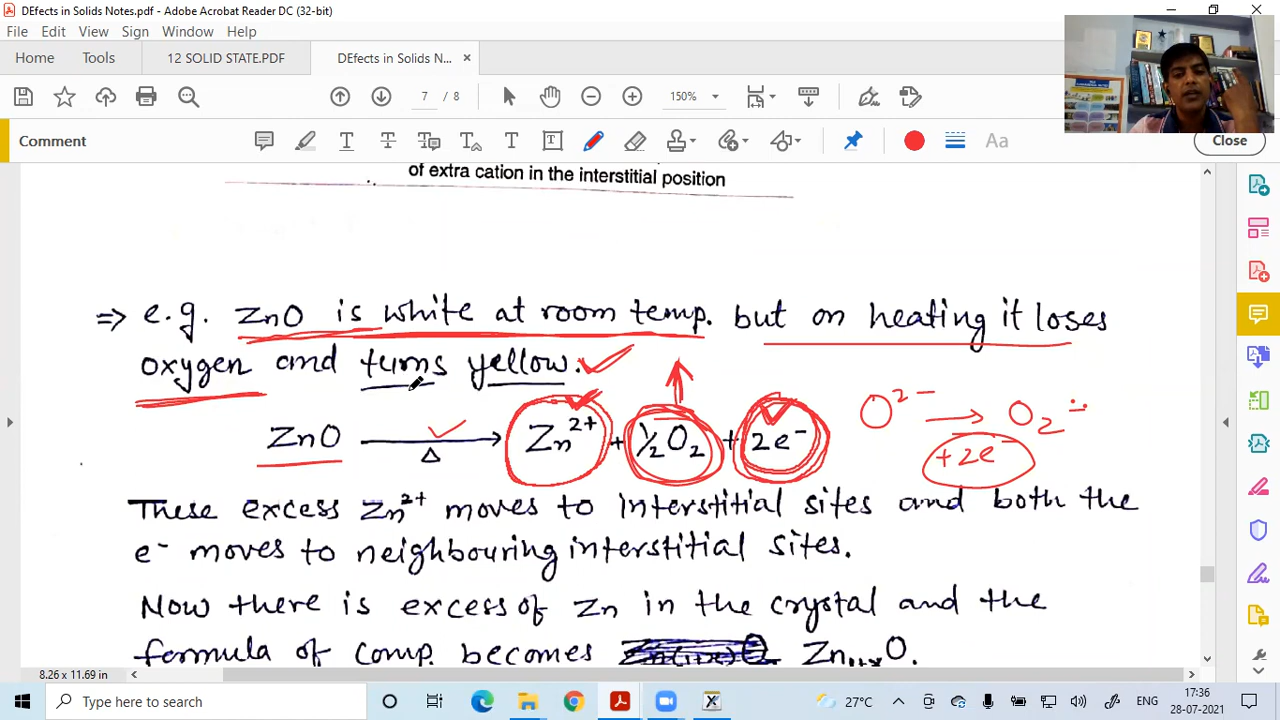 DEfects in Solids Notes.pdf - Adobe Acrobat Reader DC (32-bit)
File Edit View Sign Window Help
Home Tools 12 SOLID STATE.PDF DEfects in Solids N... ×
7 / 8 150%
Comment Close
of extra cation in the interstitial position
⇒ e.g. ZnO is white at room temp. but on heating it loses
oxygen and turns yellow.
O²⁻ → O₂
+2e⁻
ZnO → Δ Zn²⁺ + ½O₂ + 2e⁻
These excess Zn²⁺ moves to interstitial sites and both the
e⁻ moves to neighbouring interstitial sites.
Now there is excess of Zn in the crystal and the
formula of comp. becomes Zn₁₊ₓO.
8.26 x 11.69 in
Type here to search 27°C ENG 17:36
28-07-2021